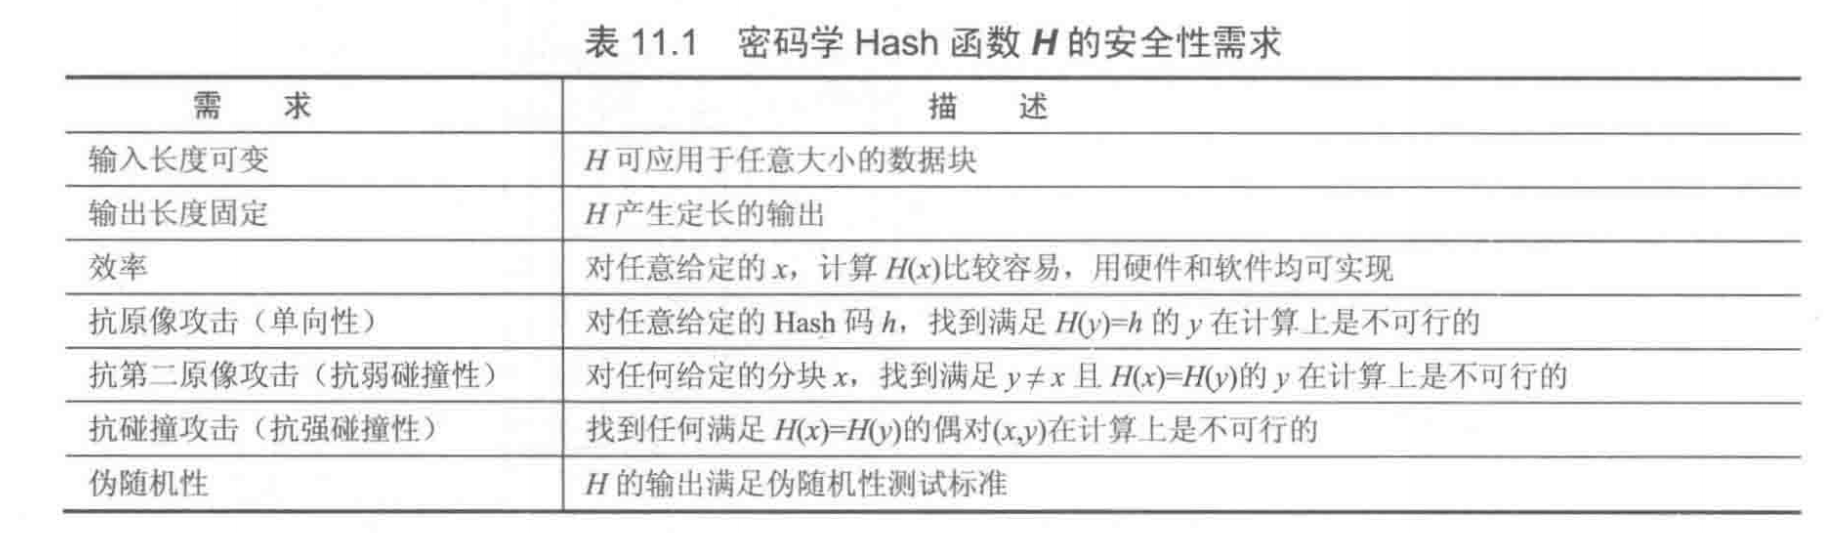 表 11.1 密码学 Hash 函数 H 的安全性需求
需 求 描 述
输入长度可变 H 可应用于任意大小的数据块
输出长度固定 H 产生定长的输出
效率 对任意给定的 x，计算 H(x)比较容易，用硬件和软件均可实现
抗原像攻击（单向性） 对任意给定的 Hash 码 h，找到满足 H(y)=h 的 y 在计算上是不可行的
抗第二原像攻击（抗弱碰撞性） 对任何给定的分块 x，找到满足 y≠x 且 H(x)=H(y)的 y 在计算上是不可行的
抗碰撞攻击（抗强碰撞性） 找到任何满足 H(x)=H(y)的偶对(x,y)在计算上是不可行的
伪随机性 H 的输出满足伪随机性测试标准